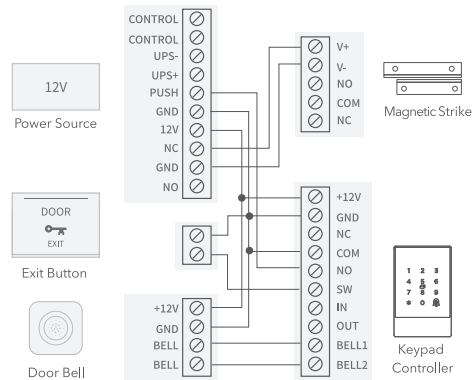 CONTROL
CONTROL
UPS-
UPS+
PUSH
GND
12V
NC
GND
NO
12V
Power Source
V+
V-
NO
COM
NC
Magnetic Strike
DOOR
EXIT
Exit Button
+12V
GND
NC
COM
NO
SW
IN
OUT
BELL1
BELL2
1 2 3
4 5 6
7 8 9
* 0
Keypad
Controller
+12V
GND
BELL
BELL
Door Bell